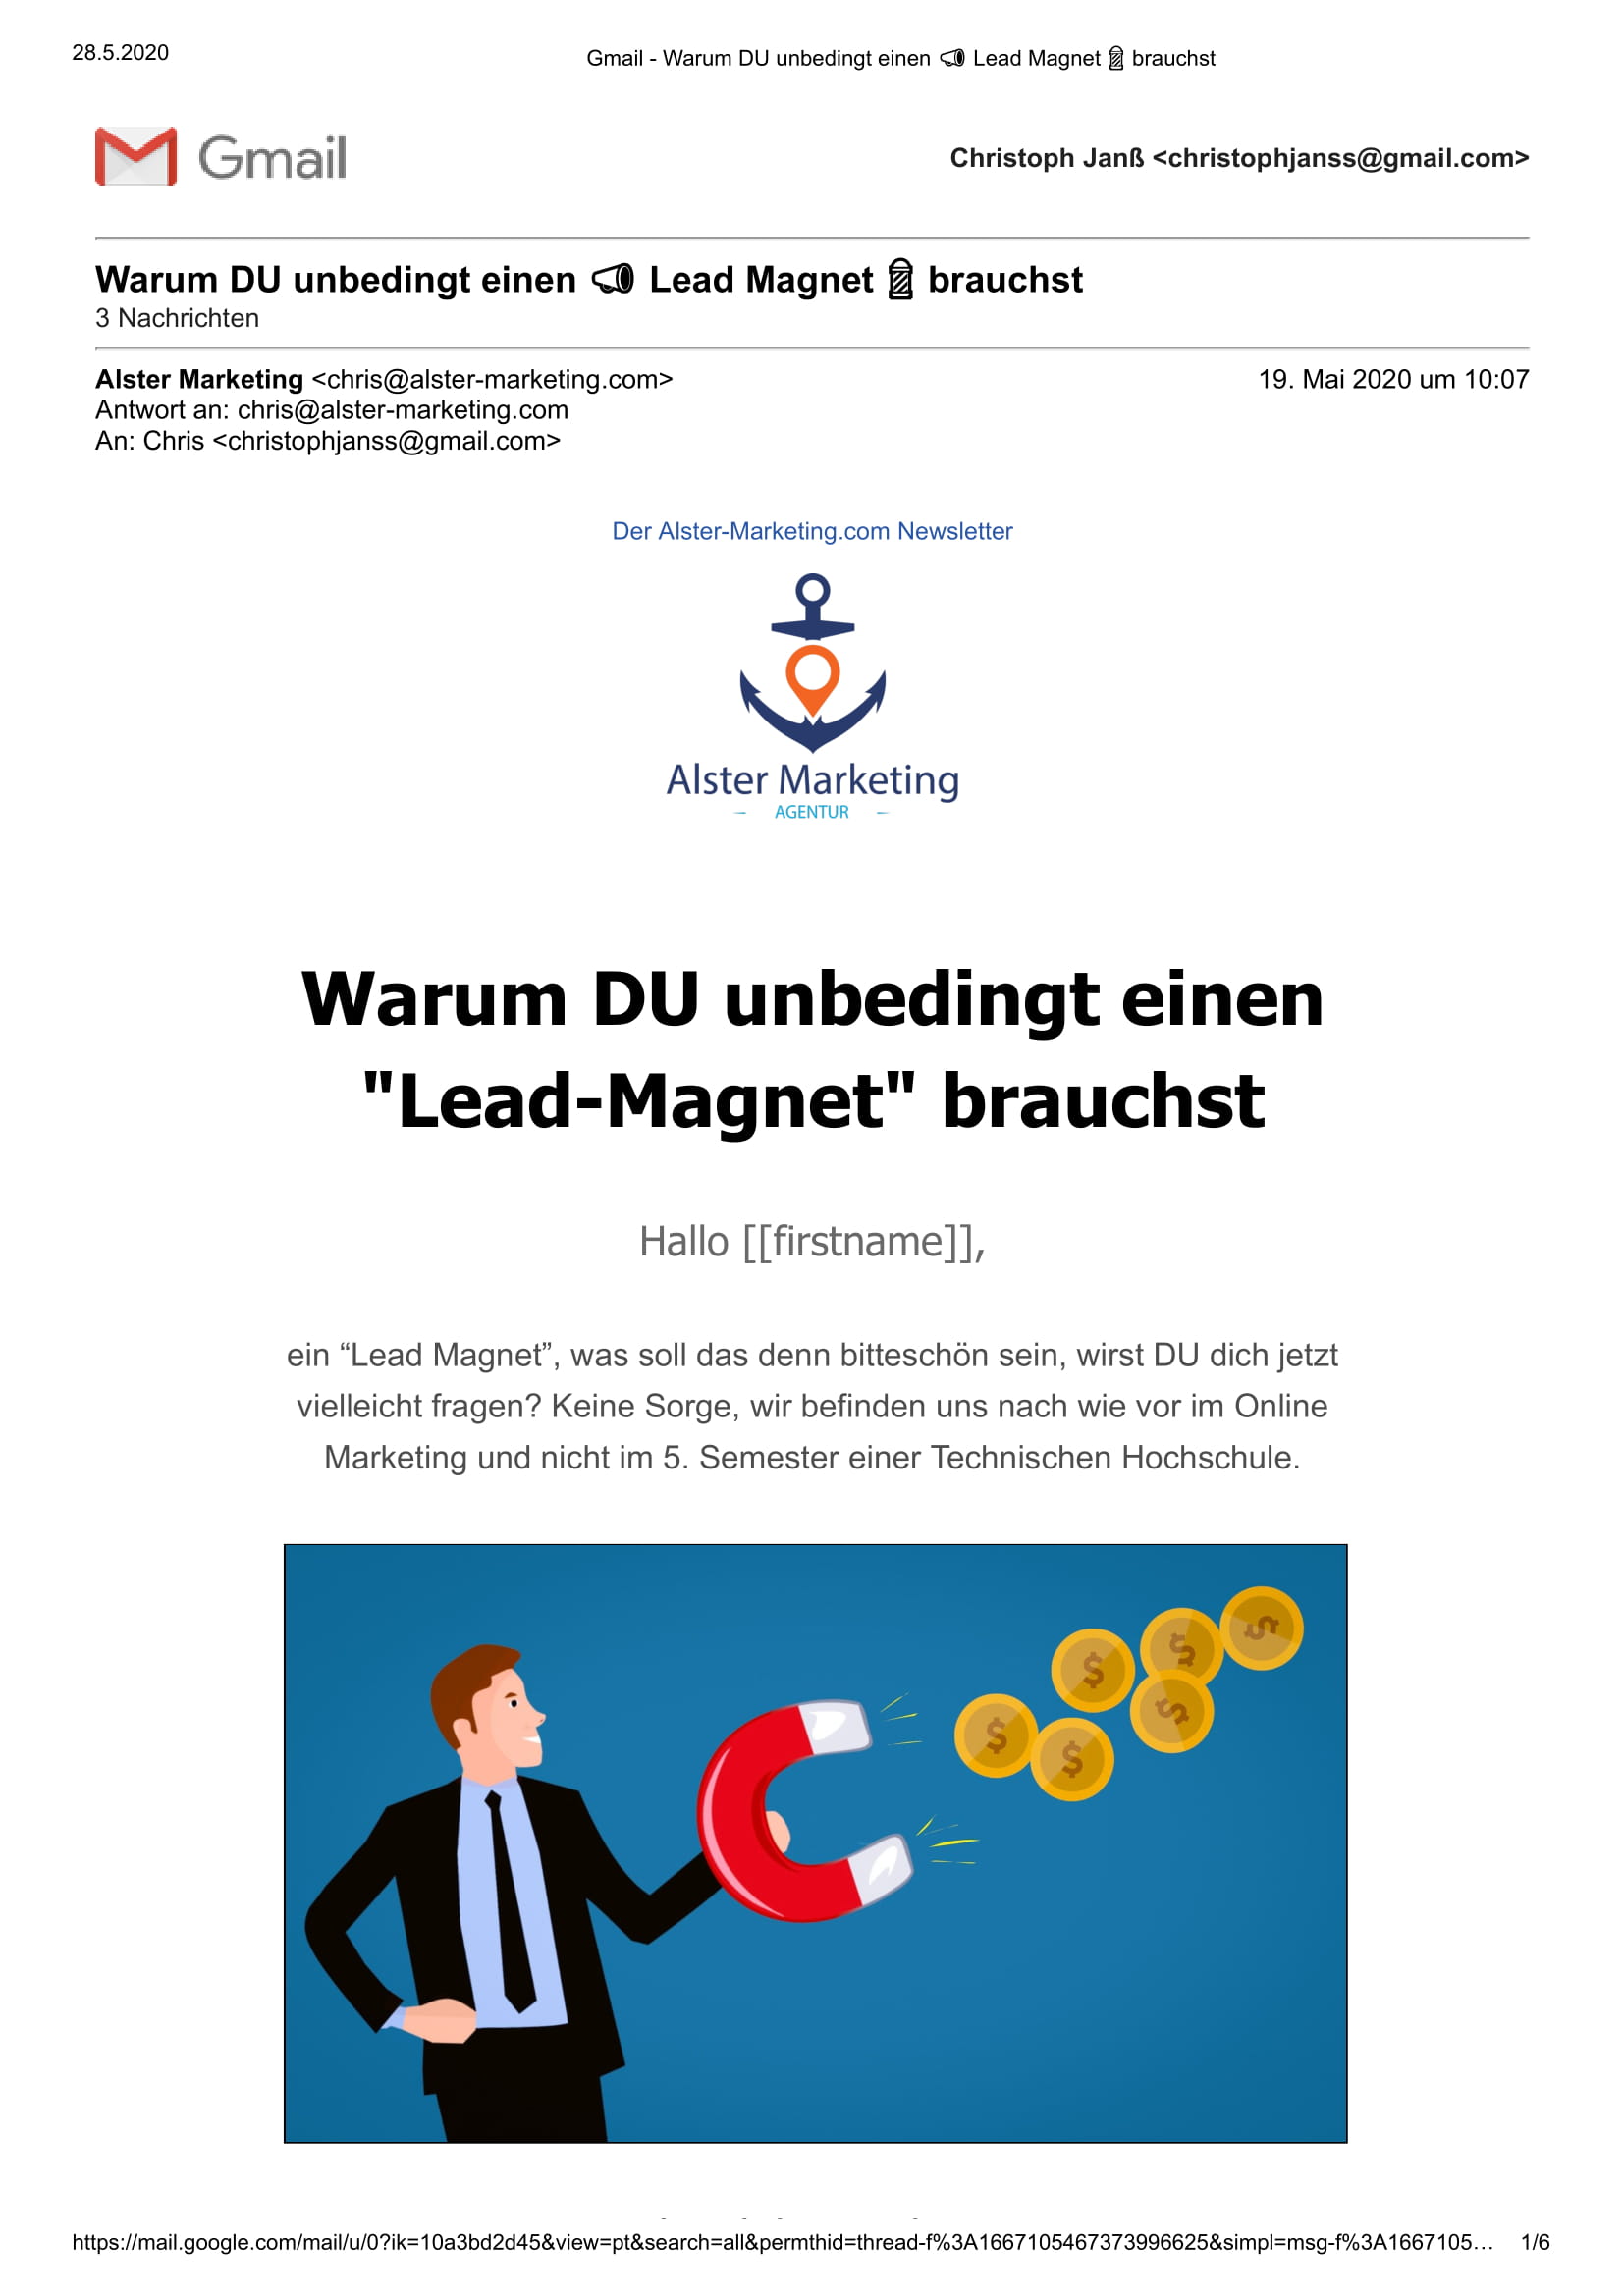 28.5.2020
Gmail - Warum DU unbedingt einen 📣 Lead Magnet 💈 brauchst
Gmail
Christoph Janß <christophjanss@gmail.com>
Warum DU unbedingt einen 📣 Lead Magnet 💈 brauchst
3 Nachrichten
Alster Marketing <chris@alster-marketing.com>
19. Mai 2020 um 10:07
Antwort an: chris@alster-marketing.com
An: Chris <christophjanss@gmail.com>
Der Alster-Marketing.com Newsletter
Alster Marketing
AGENTUR
Warum DU unbedingt einen
"Lead-Magnet" brauchst
Hallo [[firstname]],
ein “Lead Magnet”, was soll das denn bitteschön sein, wirst DU dich jetzt
vielleicht fragen? Keine Sorge, wir befinden uns nach wie vor im Online
Marketing und nicht im 5. Semester einer Technischen Hochschule.
$ $ $ $ $ $
https://mail.google.com/mail/u/0?ik=10a3bd2d45&view=pt&search=all&permthid=thread-f%3A1667105467373996625&simpl=msg-f%3A1667105…
1/6